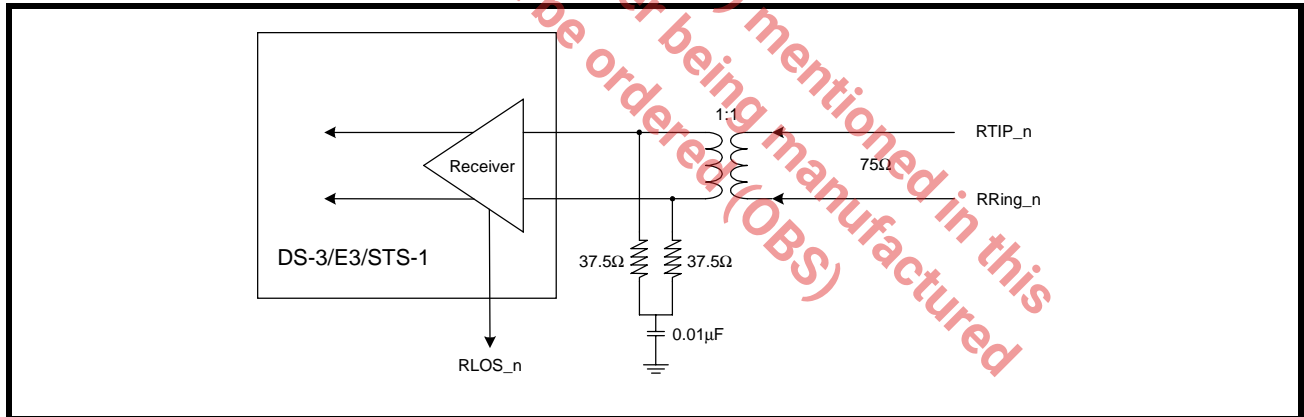 mentioned in this
er being manufactured
be ordered (OBS)
1:1
RTIP_n
Receiver
75Ω
RRing_n
DS-3/E3/STS-1
37.5Ω
37.5Ω
0.01µF
RLOS_n